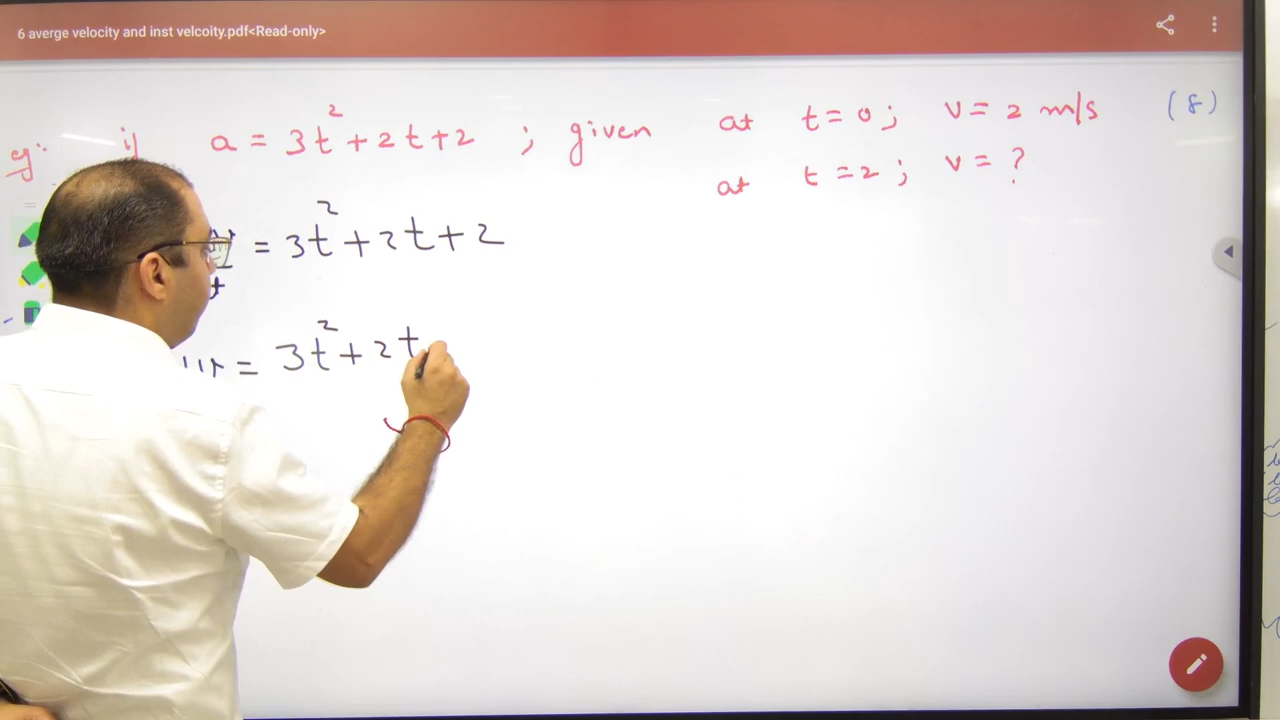 6 averge velocity and inst velcoity.pdf<Read-only>
eg: if a = 3t² + 2t + 2 ; given at t = 0 ; v = 2 m/s (8)
at t = 2 ; v = ?
= 3t² + 2t + 2
t
= 3t² + 2t